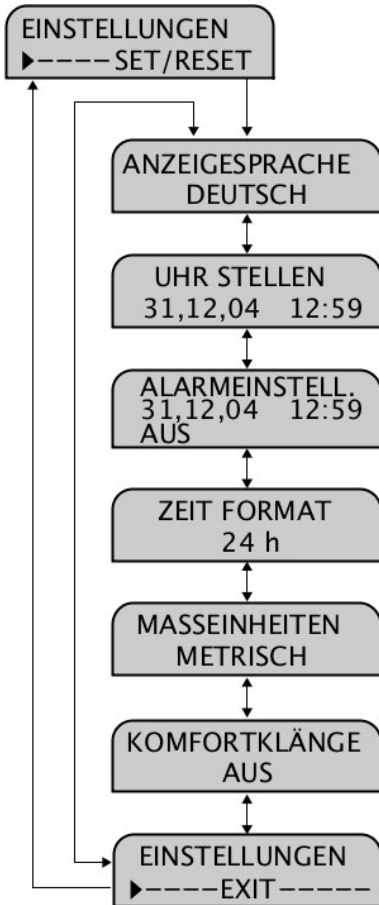 EINSTELLUNGEN
▶----SET/RESET
ANZEIGESPRACHE
DEUTSCH
UHR STELLEN
31,12,04 12:59
ALARMEINSTELL.
31,12,04 12:59
AUS
ZEIT FORMAT
24 h
MASSEINHEITEN
METRISCH
KOMFORTKLÄNGE
AUS
EINSTELLUNGEN
▶----EXIT-----